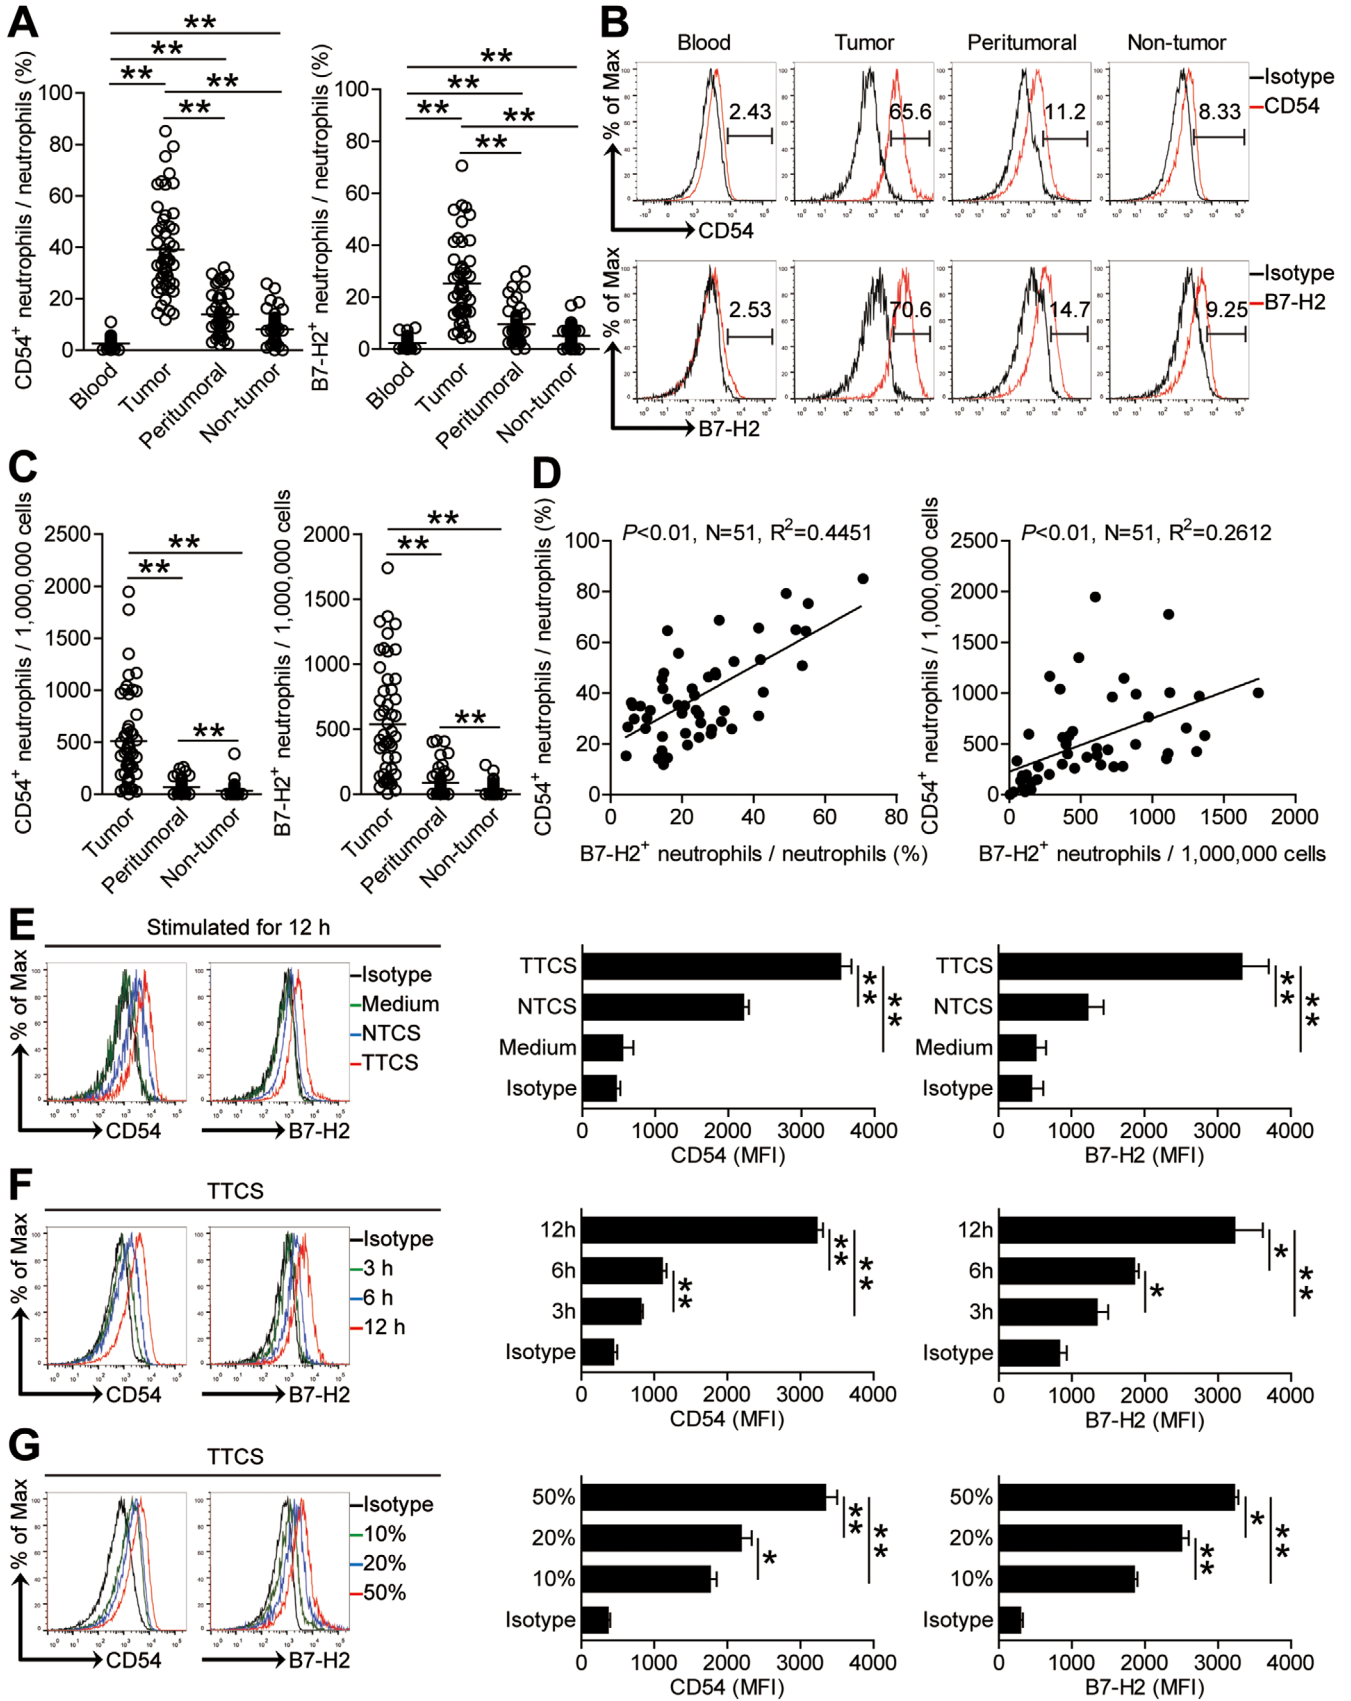 A
** ** ** ** **
CD54+ neutrophils / neutrophils (%)
100
80
60
40
20
0
Blood
Tumor
Peritumoral
Non-tumor
** ** ** ** **
B7-H2+ neutrophils / neutrophils (%)
100
80
60
40
20
0
Blood
Tumor
Peritumoral
Non-tumor
B
Blood Tumor Peritumoral Non-tumor
% of Max
2.43 65.6 11.2 8.33
Isotype
CD54
CD54
% of Max
2.53 70.6 14.7 9.25
Isotype
B7-H2
B7-H2
C
CD54+ neutrophils / 1,000,000 cells
2500
2000
1500
1000
500
0
** ** **
Tumor
Peritumoral
Non-tumor
B7-H2+ neutrophils / 1,000,000 cells
2000
1500
1000
500
0
** ** **
Tumor
Peritumoral
Non-tumor
D
P<0.01, N=51, R2=0.4451
CD54+ neutrophils / neutrophils (%)
100
80
60
40
20
0
0 20 40 60 80
B7-H2+ neutrophils / neutrophils (%)
P<0.01, N=51, R2=0.2612
CD54+ neutrophils / 1,000,000 cells
2500
2000
1500
1000
500
0
0 500 1000 1500 2000
B7-H2+ neutrophils / 1,000,000 cells
E
Stimulated for 12 h
% of Max
Isotype
Medium
NTCS
TTCS
CD54 B7-H2
TTCS
NTCS
Medium
Isotype
** **
0 1000 2000 3000 4000
CD54 (MFI)
TTCS
NTCS
Medium
Isotype
** **
0 1000 2000 3000 4000
B7-H2 (MFI)
F
TTCS
% of Max
Isotype
3 h
6 h
12 h
CD54 B7-H2
12h
6h
3h
Isotype
** ** **
0 1000 2000 3000 4000
CD54 (MFI)
12h
6h
3h
Isotype
* * **
0 1000 2000 3000 4000
B7-H2 (MFI)
G
TTCS
% of Max
Isotype
10%
20%
50%
CD54 B7-H2
50%
20%
10%
Isotype
** * **
0 1000 2000 3000 4000
CD54 (MFI)
50%
20%
10%
Isotype
* ** **
0 1000 2000 3000 4000
B7-H2 (MFI)